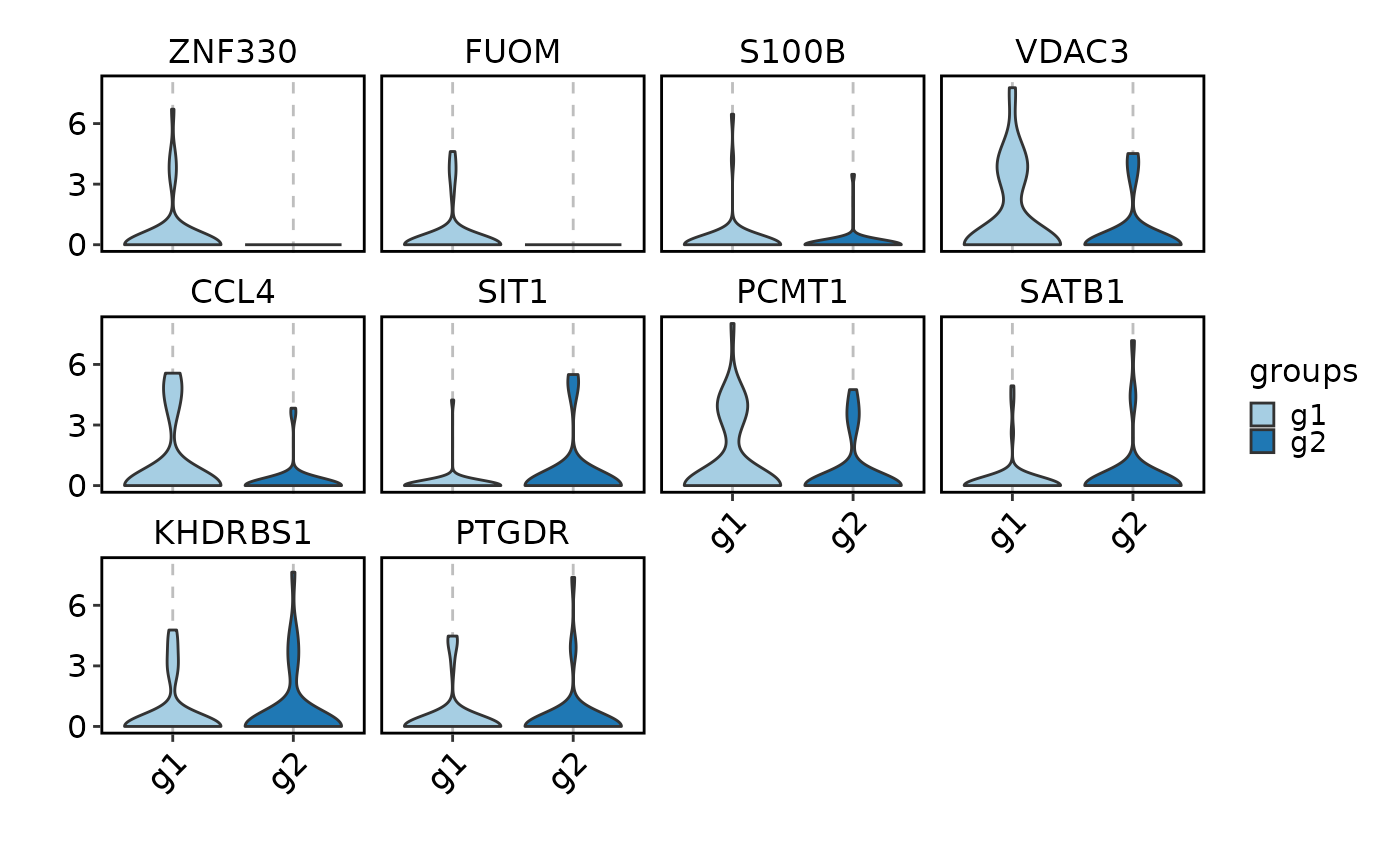 ZNF330 FUOM S100B VDAC3
6
3
0
CCL4 SIT1 PCMT1 SATB1
6
3
0
groups
g1
g2
g1 g2 g1 g2
KHDRBS1 PTGDR
6
3
0
g1 g2 g1 g2